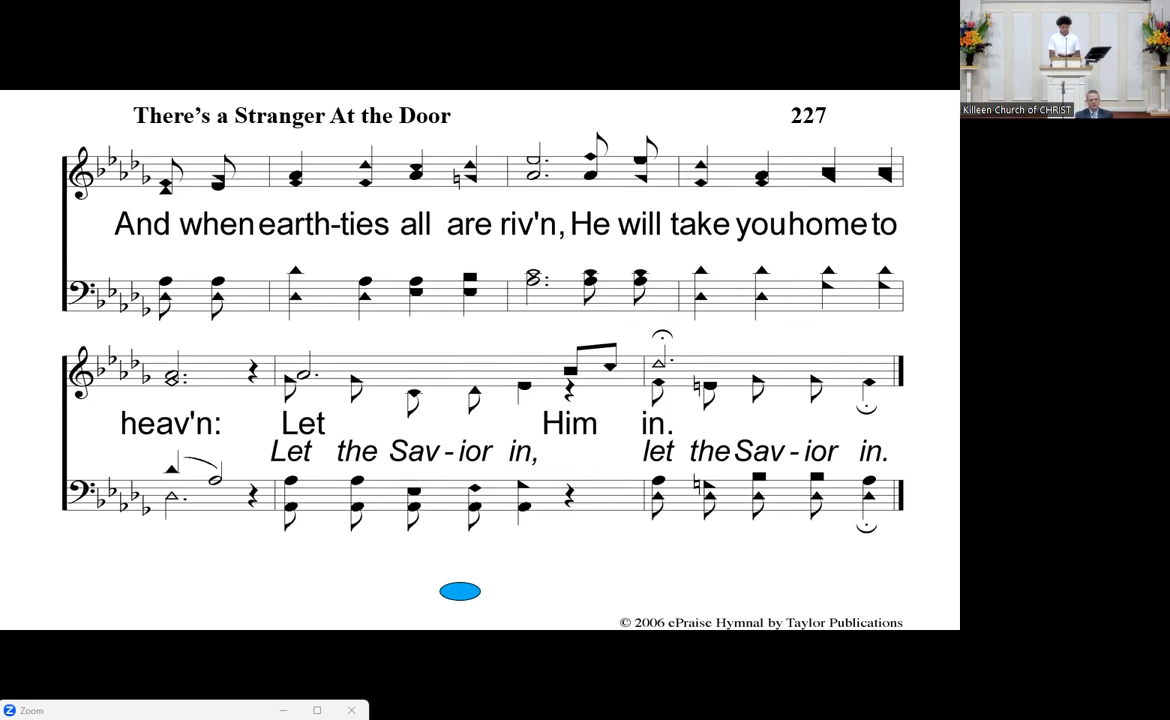 There's a Stranger At the Door 227
Killeen Church of CHRIST
And when earth-ties all are riv'n, He will take you home to
heav'n: Let Him in.
Let the Sav-ior in, let the Sav-ior in.
© 2006 ePraise Hymnal by Taylor Publications
Zoom